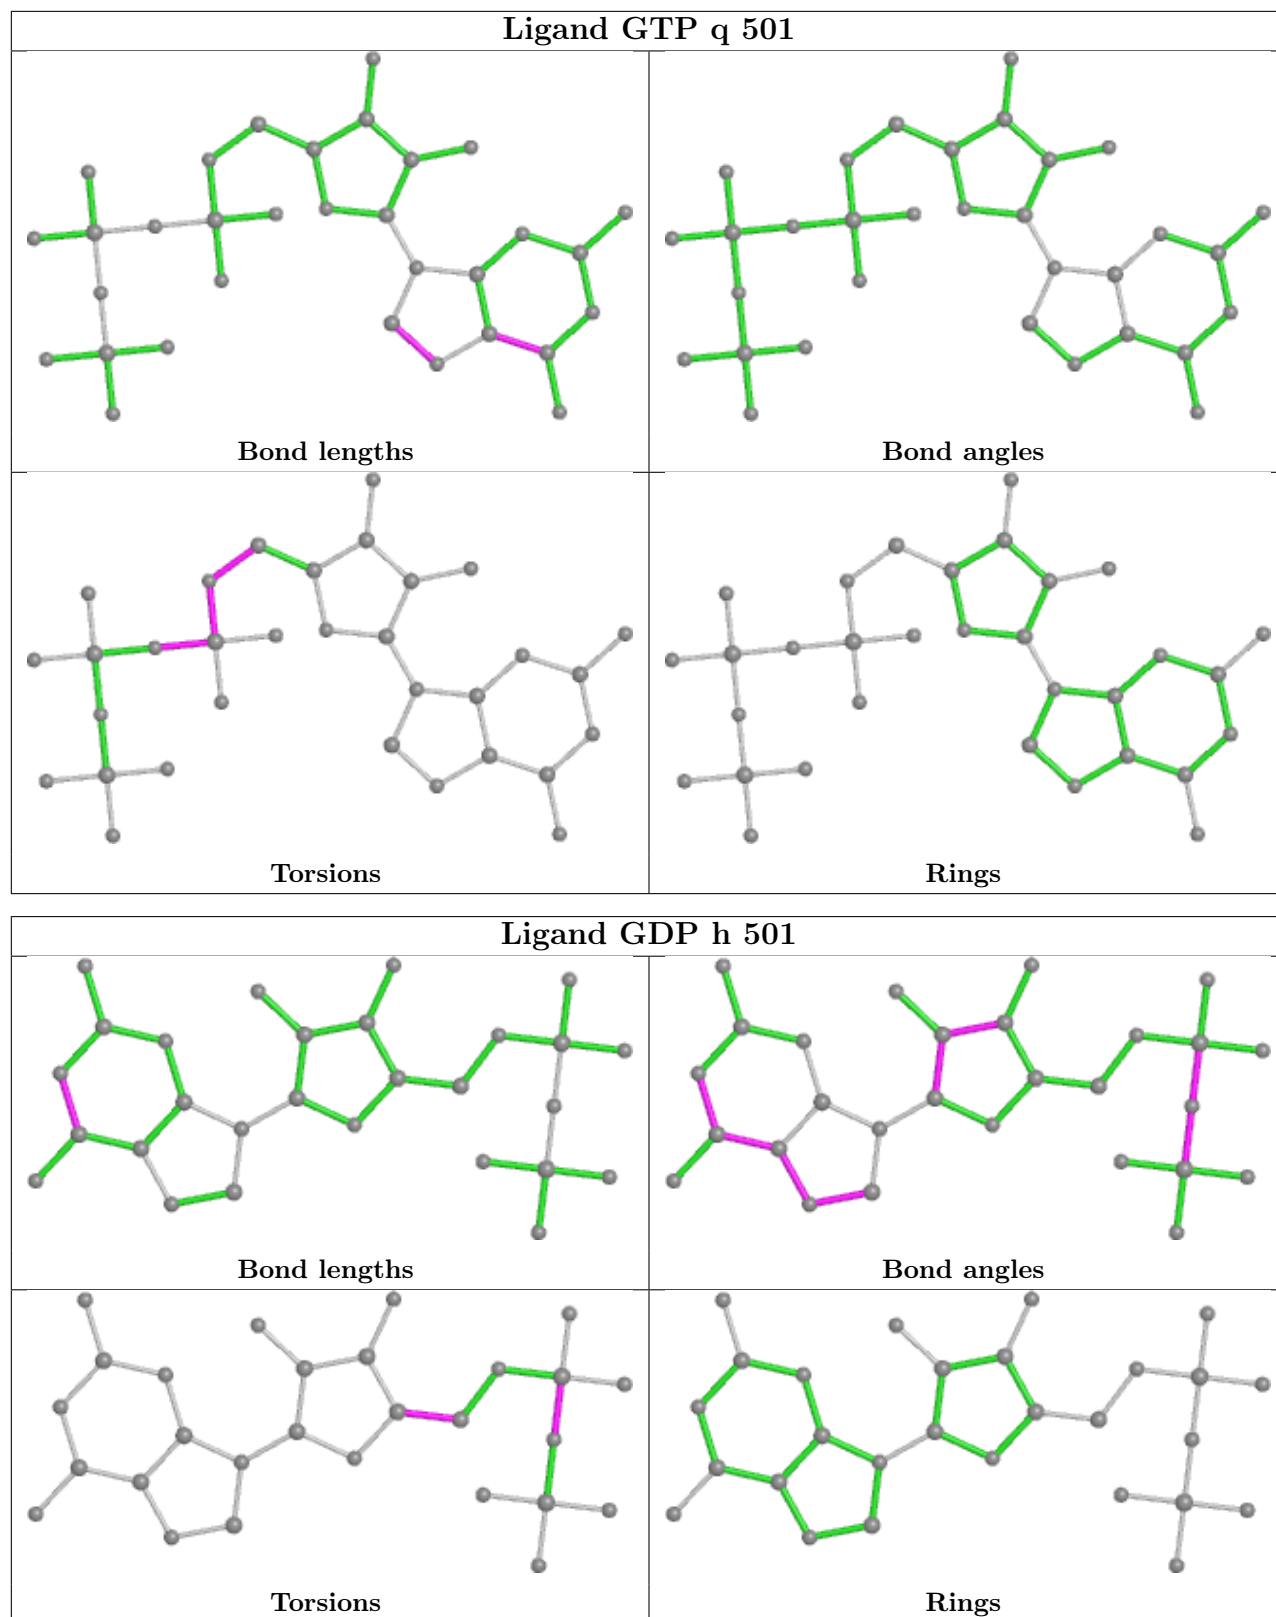 Ligand GTP q 501
Bond lengths
Bond angles
Torsions
Rings
Ligand GDP h 501
Bond lengths
Bond angles
Torsions
Rings